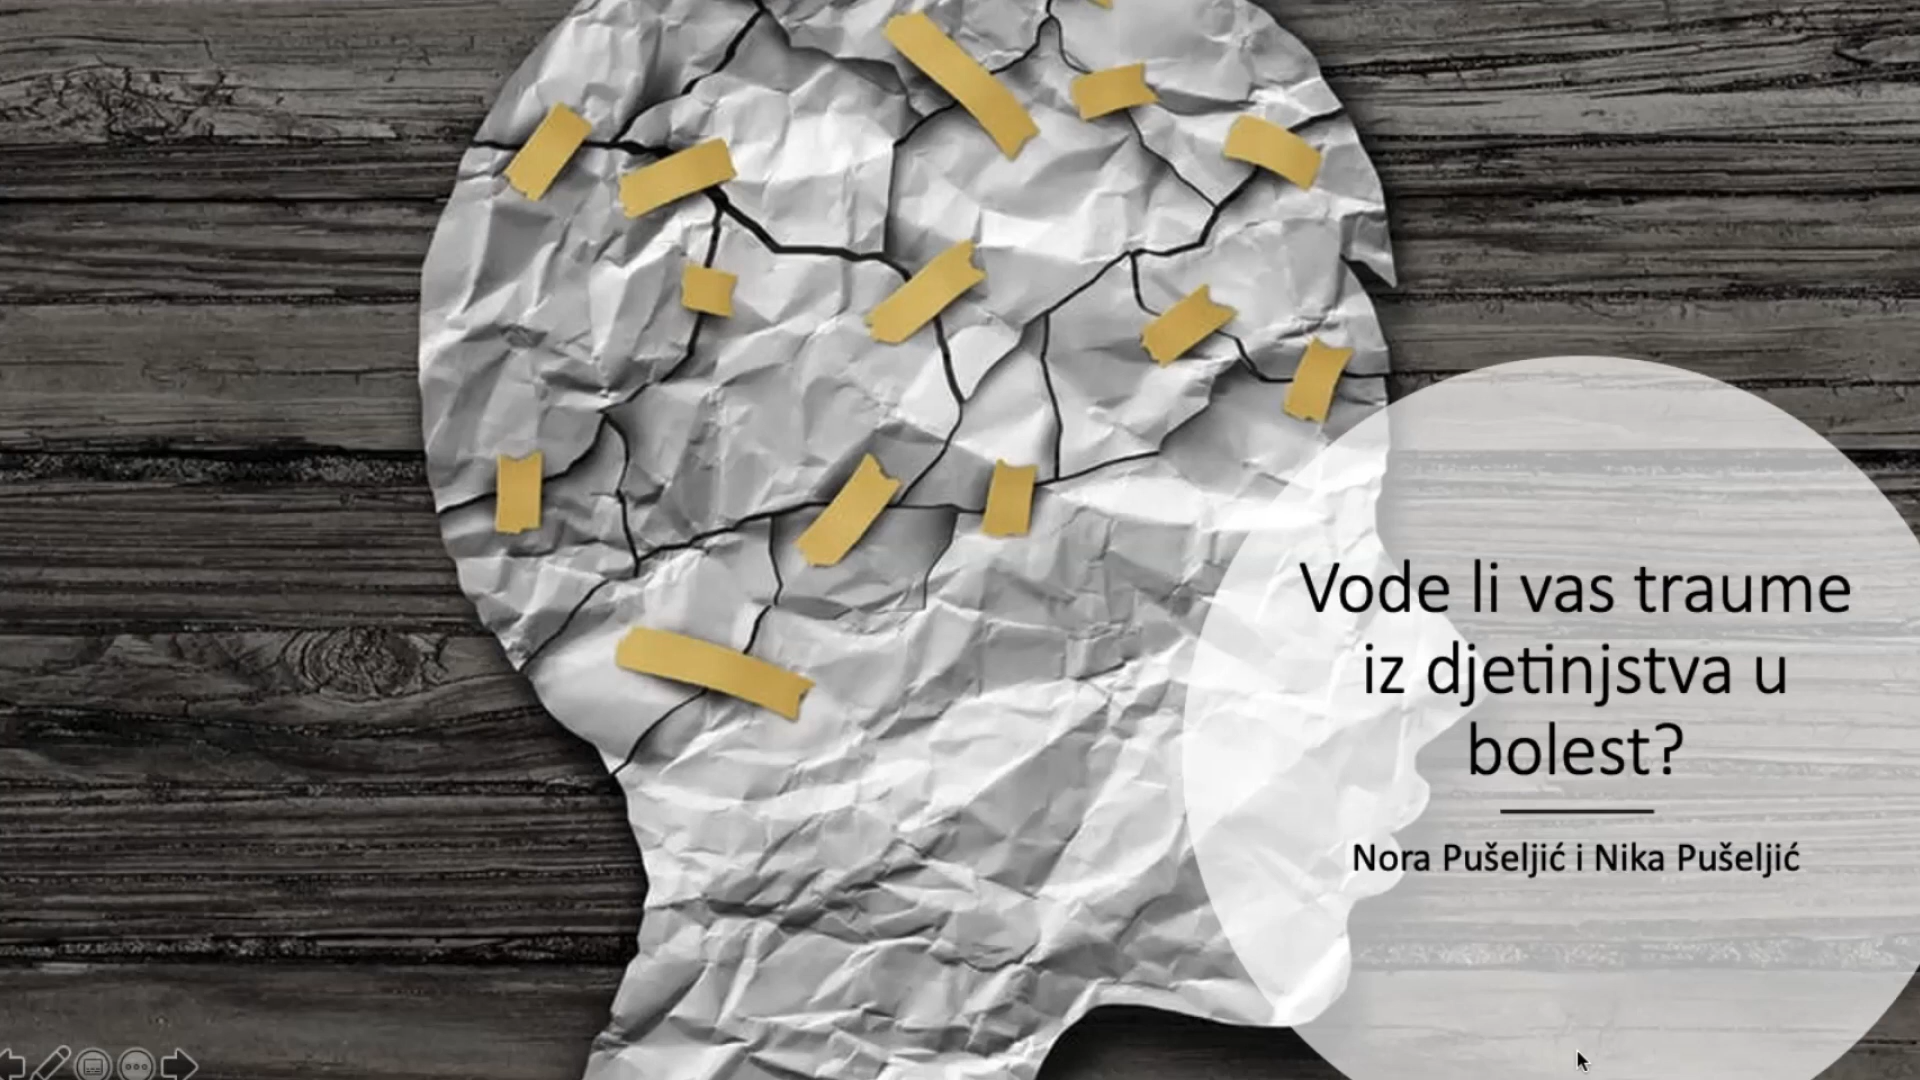 Vode li vas traume
iz djetinjstva u
bolest?
Nora Pušeljić i Nika Pušeljić